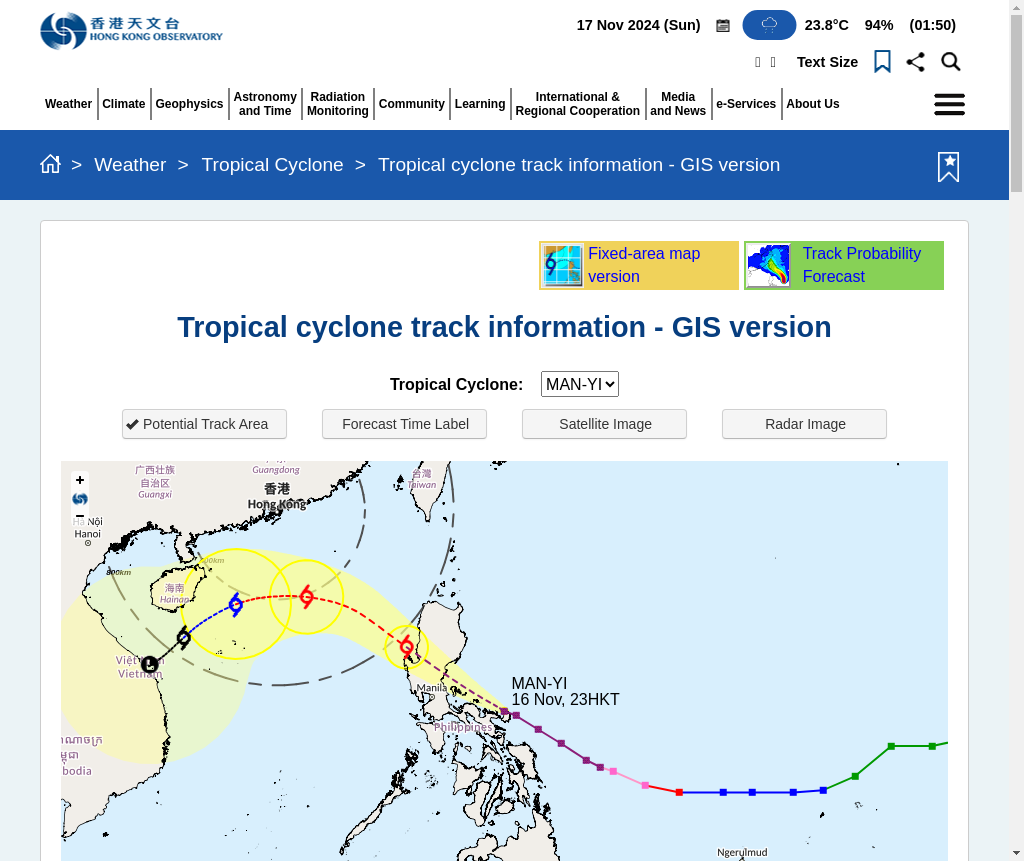 香港天文台
HONG KONG OBSERVATORY
17 Nov 2024 (Sun)
23.8°C 94% (01:50)
Text Size
Weather
Climate
Geophysics
Astronomy
and Time
Radiation
Monitoring
Community
Learning
International &
Regional Cooperation
Media
and News
e-Services
About Us
> Weather > Tropical Cyclone > Tropical cyclone track information - GIS version
Fixed-area map
version
Track Probability
Forecast
Tropical cyclone track information - GIS version
Tropical Cyclone: MAN-YI
Potential Track Area
Forecast Time Label
Satellite Image
Radar Image
+
−
广西壮族
自治区
Guangxi
Guangdong
香港
Hong Kong
台灣
Taiwan
Hà Nội
Hanoi
800km
海南
Hainan
Việt Nam
Vietnam
L
Manila
MAN-YI
16 Nov, 23HKT
Philippines
Ngerulmud